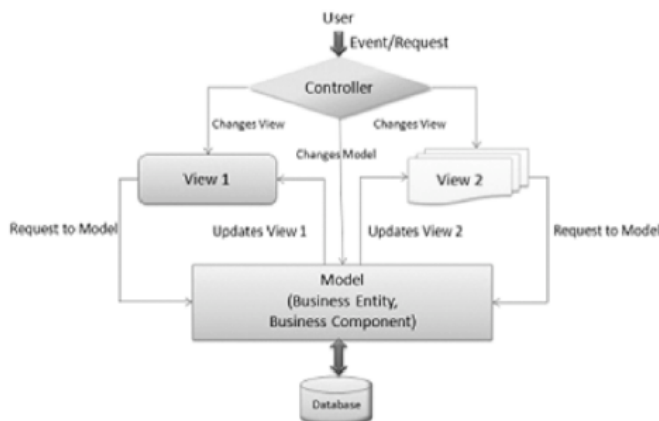 User
Event/Request
Controller
Changes View
Changes View
Changes Model
View 1
View 2
Request to Model
Updates View 1
Updates View 2
Request to Model
Model
(Business Entity,
Business Component)
Database